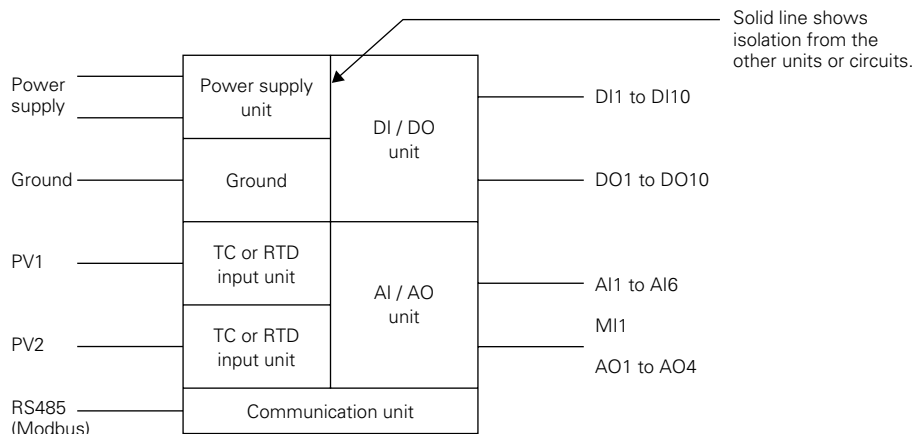 Solid line shows
isolation from the
other units or circuits.
Power
supply
Power supply
unit
DI / DO
unit
DI1 to DI10
Ground
Ground
DO1 to DO10
PV1
TC or RTD
input unit
AI / AO
unit
AI1 to AI6
MI1
PV2
TC or RTD
input unit
AO1 to AO4
RS485
(Modbus)
Communication unit